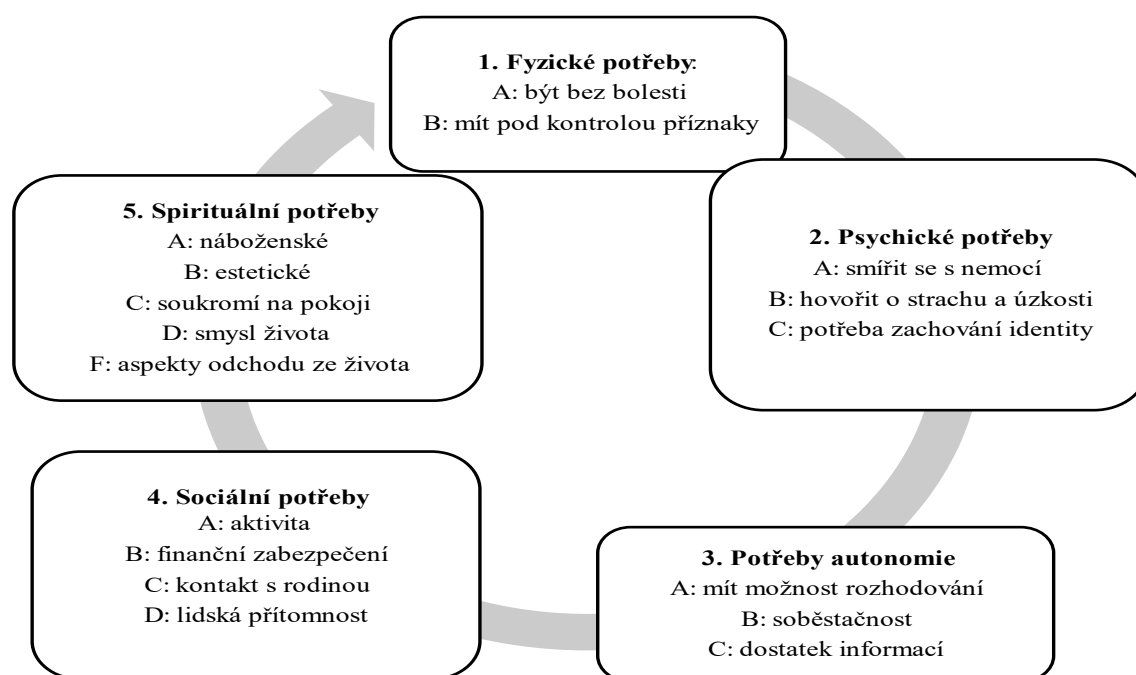 1. Fyzické potřeby:
A: být bez bolesti
B: mít pod kontrolou příznaky
2. Psychické potřeby
A: smířit se s nemocí
B: hovořit o strachu a úzkosti
C: potřeba zachování identity
3. Potřeby autonomie
A: mít možnost rozhodování
B: soběstačnost
C: dostatek informací
4. Sociální potřeby
A: aktivita
B: finanční zabezpečení
C: kontakt s rodinou
D: lidská přítomnost
5. Spirituální potřeby
A: náboženské
B: estetické
C: soukromí na pokoji
D: smysl života
F: aspekty odchodu ze života